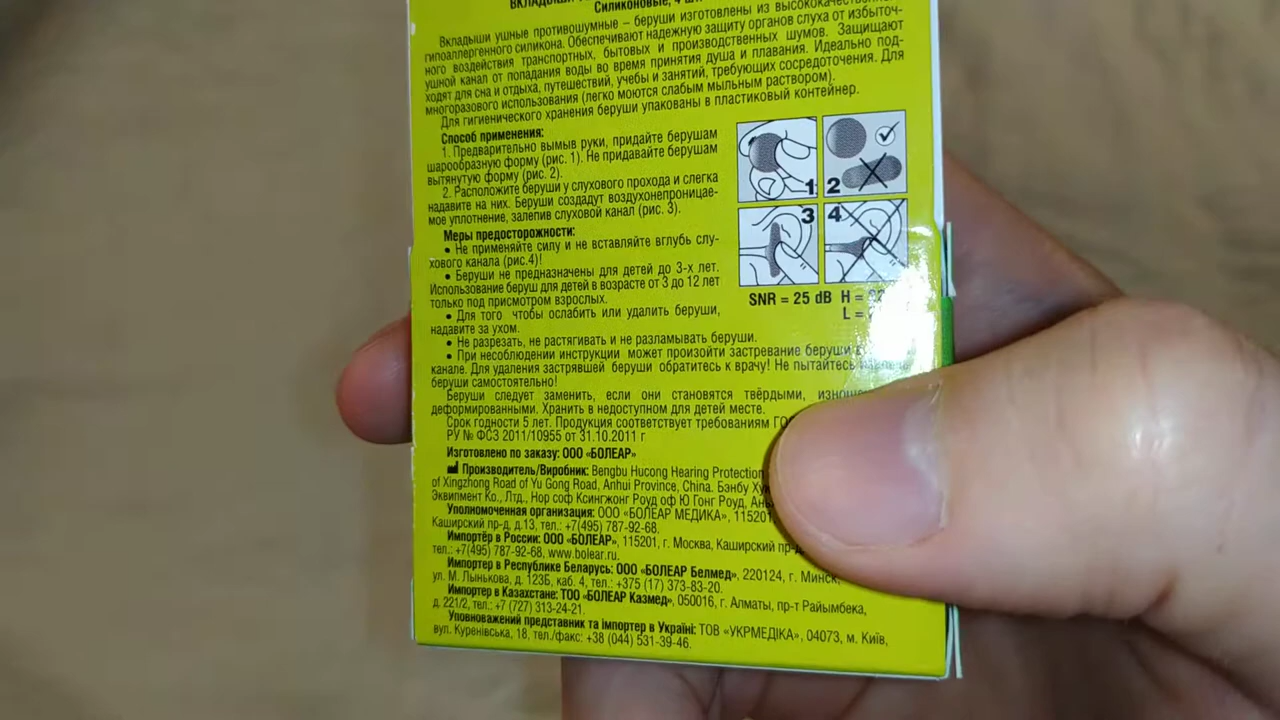 Силиконовые, 4
Вкладыши ушные противошумные – беруши изготовлены из высококачественного
гипоаллергенного силикона. Обеспечивают надежную защиту органов слуха от избыточ-
ного воздействия транспортных, бытовых и производственных шумов. Защищают
ушной канал от попадания воды во время принятия душа и плавания. Идеально под-
ходят для сна и отдыха, путешествий, учебы и занятий, требующих сосредоточения. Для
многоразового использования (легко моются слабым мыльным раствором).
Для гигиенического хранения беруши упакованы в пластиковый контейнер.
Способ применения:
1. Предварительно вымыв руки, придайте берушам
шарообразную форму (рис. 1). Не придавайте берушам
вытянутую форму (рис. 2).
2. Расположите беруши у слухового прохода и слегка
надавите на них. Беруши создадут воздухонепроницае-
мое уплотнение, залепив слуховой канал (рис. 3).
Меры предосторожности:
• Не применяйте силу и не вставляйте вглубь слу-
хового канала (рис.4)!
• Беруши не предназначены для детей до 3-х лет.
Использование беруш для детей в возрасте от 3 до 12 лет
только под присмотром взрослых.
• Для того чтобы ослабить или удалить беруши,
надавите за ухом.
1 2
3 4
SNR = 25 dB H =
L =
• Не разрезать, не растягивать и не разламывать беруши.
• При несоблюдении инструкции может произойти застревание беруши
канале. Для удаления застрявшей беруши обратитесь к врачу! Не пытайтесь
беруши самостоятельно!
Беруши следует заменить, если они становятся твёрдыми,
деформированными. Хранить в недоступном для детей месте.
Срок годности 5 лет. Продукция соответствует требованиям
РУ № ФСЗ 2011/10955 от 31.10.2011 г
Изготовлено по заказу: ООО «БОЛЕАР»
Производитель/Виробник: Bengbu Hucong Hearing Protection
of Xingzhong Road of Yu Gong Road, Anhui Province, China. Бэнбу
Эквипмент Ко., Лтд., Нор соф Ксингжонг Роуд оф Ю Гонг Роуд,
Уполномоченная организация: ООО «БОЛЕАР МЕДИКА», 115201,
Каширский пр-д, д.13, тел.: +7(495) 787-92-68.
Импортёр в России: ООО «БОЛЕАР», 115201, г. Москва, Каширский
тел.: +7(495) 787-92-68, www.bolear.ru.
Импортер в Республике Беларусь: ООО «БОЛЕАР Белмед», 220124, г. Минск,
ул. М. Лынькова, д. 123Б, каб. 4, тел.: +375 (17) 373-83-20.
Импортер в Казахстане: ТОО «БОЛЕАР Казмед», 050016, г. Алматы, пр-т Райымбека,
д. 221/2, тел.: +7 (727) 313-24-21.
Уповноважений представник та імпортер в Україні: ТОВ «УКРМЕДІКА», 04073, м. Київ,
вул. Куренівська, 18, тел./факс: +38 (044) 531-39-46.